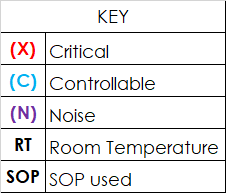 KEY
(X) Critical
(C) Controllable
(N) Noise
RT Room Temperature
SOP SOP used